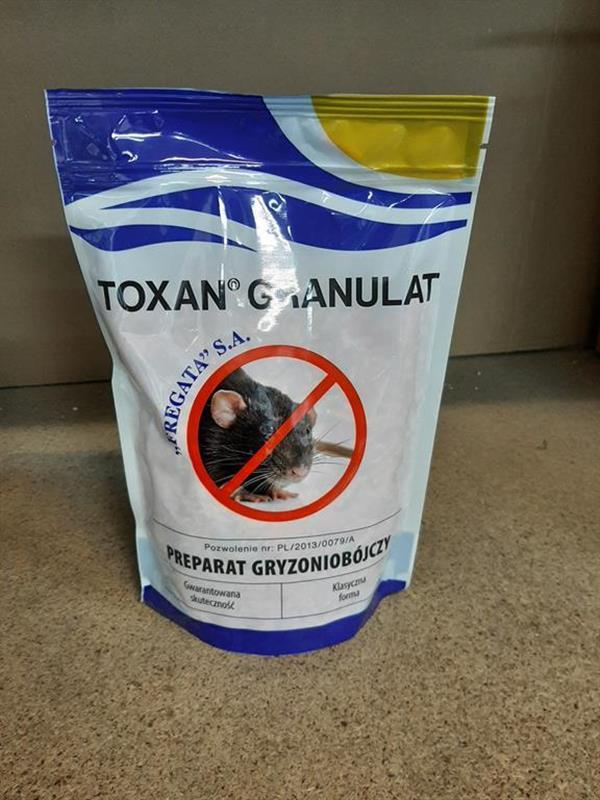 TOXAN® GRANULAT
„FREGATA” S.A.
Pozwolenie nr: PL/2013/0079/A
PREPARAT GRYZONIOBÓJCZY
Gwarantowana
skuteczność
Klasyczna
forma